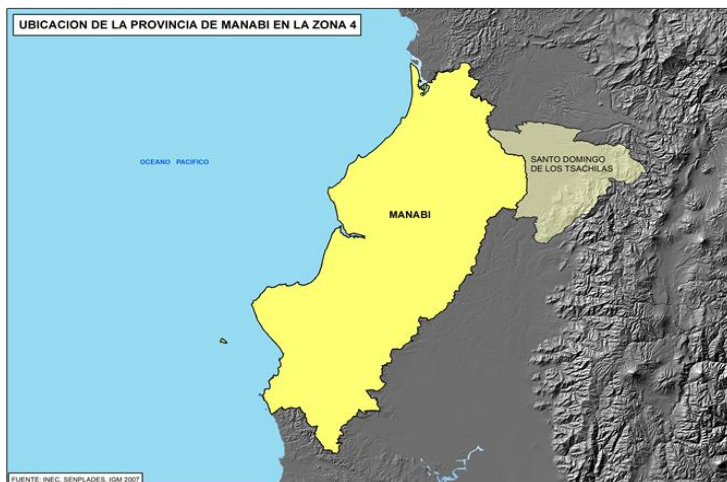 UBICACION DE LA PROVINCIA DE MANABI EN LA ZONA 4
OCEANO PACIFICO
SANTO DOMINGO
DE LOS TSACHILAS
MANABI
FUENTE: INEC, SENPLADES, IGM 2007